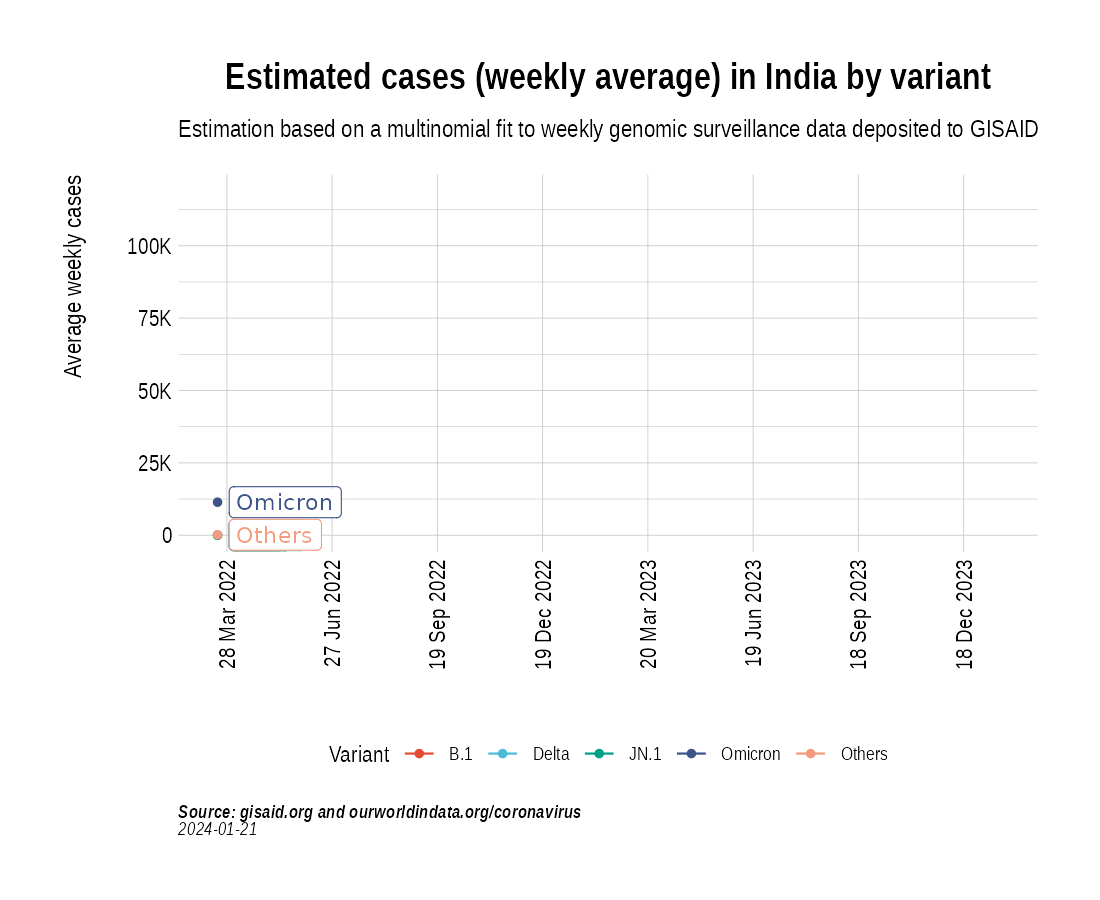 Estimated cases (weekly average) in India by variant
Estimation based on a multinomial fit to weekly genomic surveillance data deposited to GISAID
Average weekly cases
100K
75K
50K
25K
0
Omicron
Others
28 Mar 2022
27 Jun 2022
19 Sep 2022
19 Dec 2022
20 Mar 2023
19 Jun 2023
18 Sep 2023
18 Dec 2023
Variant B.1 Delta JN.1 Omicron Others
Source: gisaid.org and ourworldindata.org/coronavirus
2024-01-21